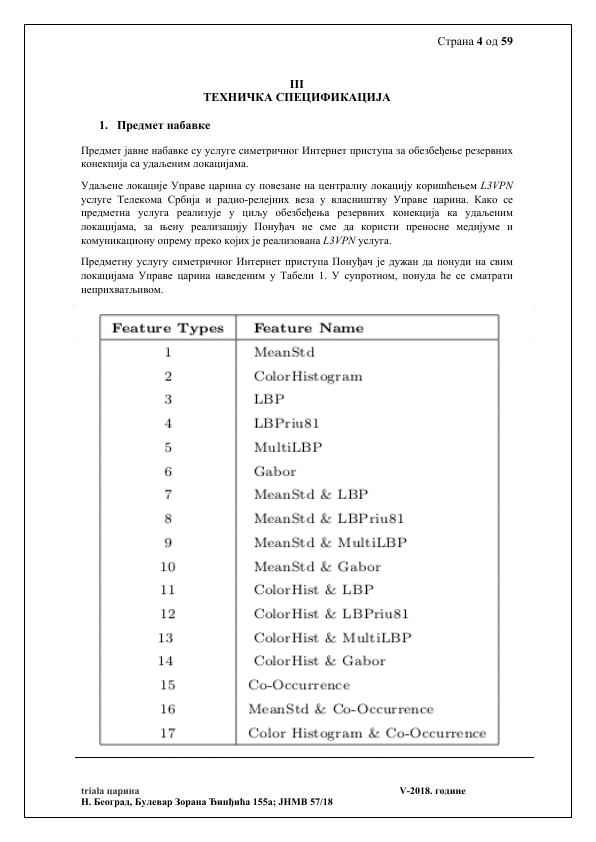 Страна 4 од 59
III
ТЕХНИЧКА СПЕЦИФИКАЦИЈА
1. Предмет набавке
Предмет јавне набавке су услуге симетричног Интернет приступа за обезбеђење резервних
конекција са удаљеним локацијама.
Удаљене локације Управе царина су повезане на централну локацију коришћењем L3VPN
услуге Телекома Србија и радио-релејних веза у власништву Управе царина. Како се
предметна услуга реализује у циљу обезбеђења резервних конекција ка удаљеним
локацијама, за њену реализацију Понуђач не сме да користи преносне медијуме и
комуникациону опрему преко којих је реализована L3VPN услуга.
Предметну услугу симетричног Интернет приступа Понуђач је дужан да понуди на свим
локацијама Управе царина наведеним у Табели 1. У супротном, понуда ће се сматрати
неприхватљивом.
Feature Types Feature Name
1 MeanStd
2 ColorHistogram
3 LBP
4 LBPriu81
5 MultiLBP
6 Gabor
7 MeanStd & LBP
8 MeanStd & LBPriu81
9 MeanStd & MultiLBP
10 MeanStd & Gabor
11 ColorHist & LBP
12 ColorHist & LBPriu81
13 ColorHist & MultiLBP
14 ColorHist & Gabor
15 Co-Occurrence
16 MeanStd & Co-Occurrence
17 Color Histogram & Co-Occurrence
triala царина V-2018. године
Н. Београд, Булевар Зорана Ђинђића 155а; ЈНМВ 57/18